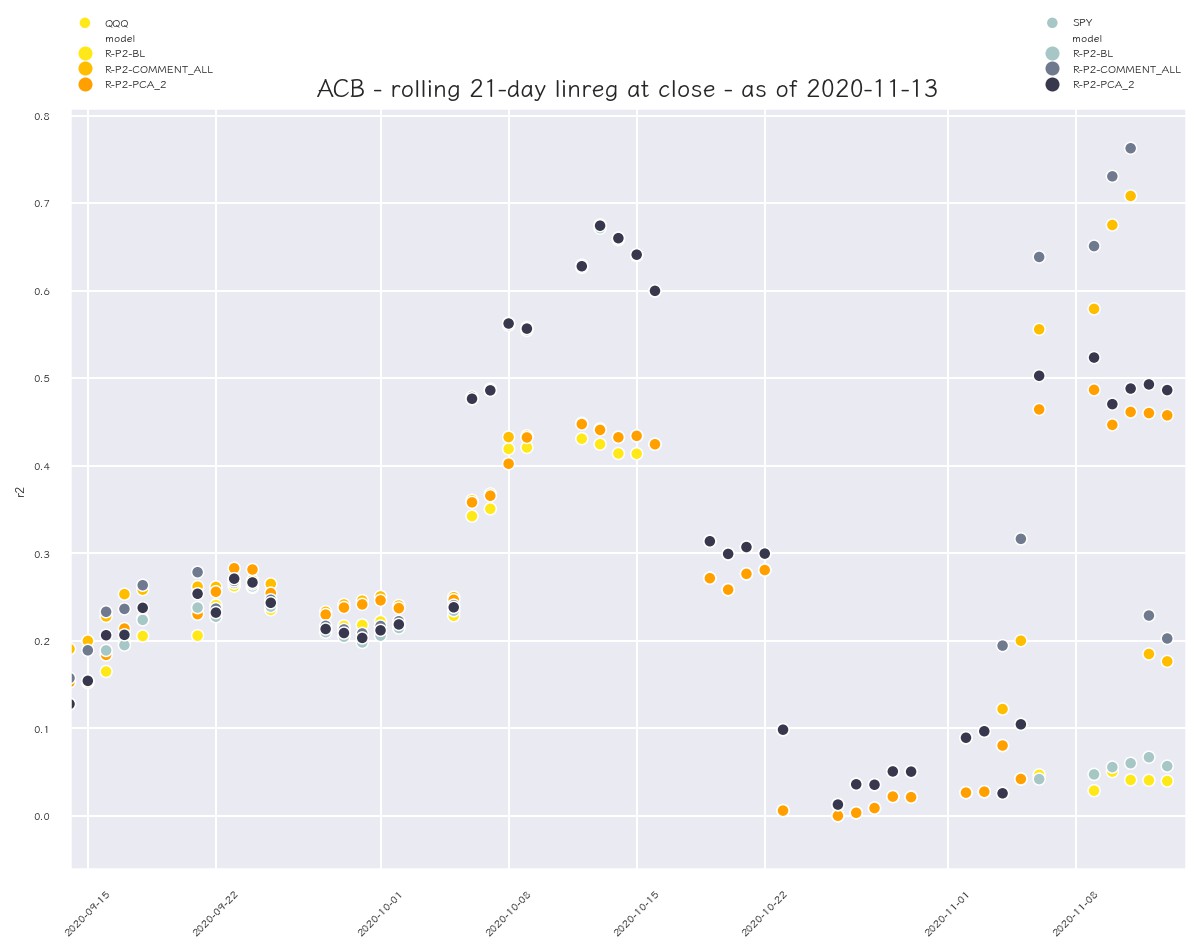 QQQ
model
R-P2-BL
R-P2-COMMENT_ALL
R-P2-PCA_2
SPY
model
R-P2-BL
R-P2-COMMENT_ALL
R-P2-PCA_2
ACB - rolling 21-day linreg at close - as of 2020-11-13
0.8
0.7
0.6
0.5
0.4
0.3
0.2
0.1
0.0
r2
2020-09-15
2020-09-22
2020-10-01
2020-10-08
2020-10-15
2020-10-22
2020-11-01
2020-11-08